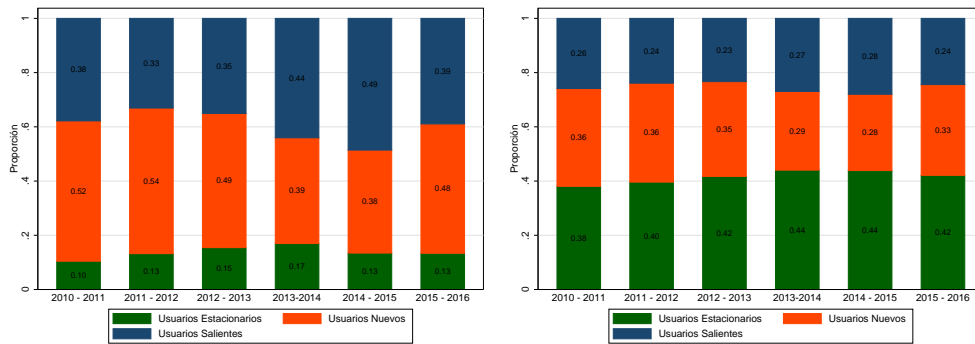 Proporción
1
.8
.6
.4
.2
0
0.38 0.33 0.35 0.44 0.49 0.39
0.52 0.54 0.49 0.39 0.38 0.48
0.10 0.13 0.15 0.17 0.13 0.13
2010 - 2011 2011 - 2012 2012 - 2013 2013-2014 2014 - 2015 2015 - 2016
Usuarios Estacionarios Usuarios Nuevos
Usuarios Salientes
Proporción
1
.8
.6
.4
.2
0
0.26 0.24 0.23 0.27 0.28 0.24
0.36 0.36 0.35 0.29 0.28 0.33
0.38 0.40 0.42 0.44 0.44 0.42
2010 - 2011 2011 - 2012 2012 - 2013 2013-2014 2014 - 2015 2015 - 2016
Usuarios Estacionarios Usuarios Nuevos
Usuarios Salientes